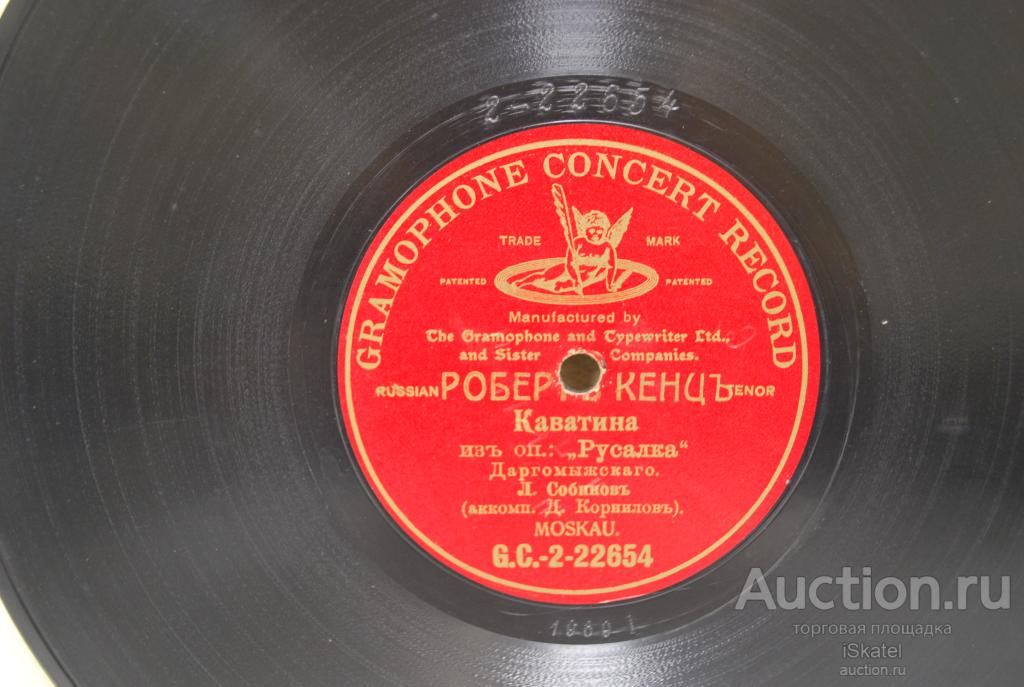 2-22654
GRAMOPHONE CONCERT RECORD
TRADE MARK
PATENTED PATENTED
Manufactured by
The Gramophone and Typewriter Ltd.,
and Sister Companies.
RUSSIAN РОБЕРТЪ КЕНЦЪ TENOR
Каватина
изъ оп.: „Русалка“
Даргомыжскаго.
Л. Собиновъ
(аккомп. Д. Корниловъ).
MOSKAU.
G.C.-2-22654
Auction.ru
торговая площадка
iSkatel
auction.ru